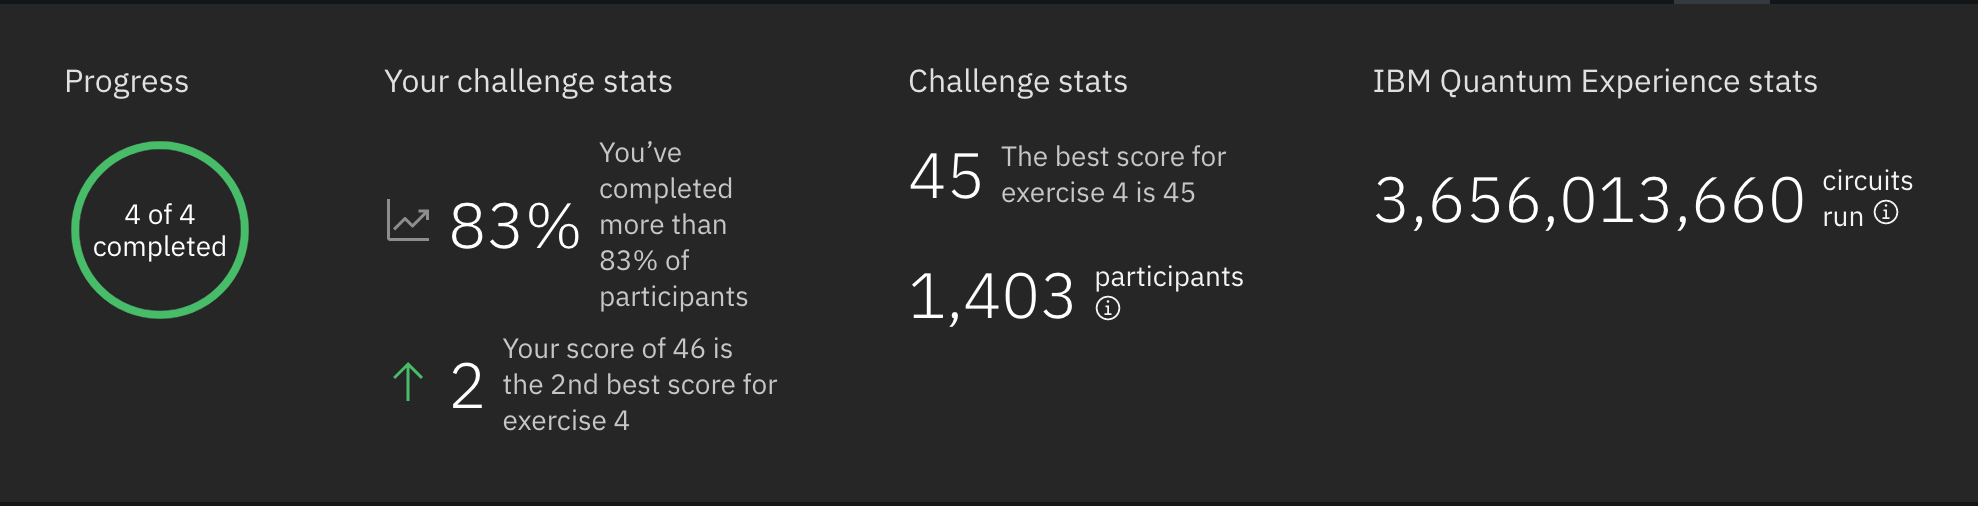 Progress
4 of 4
completed
Your challenge stats
83%
You’ve
completed
more than
83% of
participants
2
Your score of 46 is
the 2nd best score for
exercise 4
Challenge stats
45
The best score for
exercise 4 is 45
1,403
participants
IBM Quantum Experience stats
3,656,013,660
circuits
run